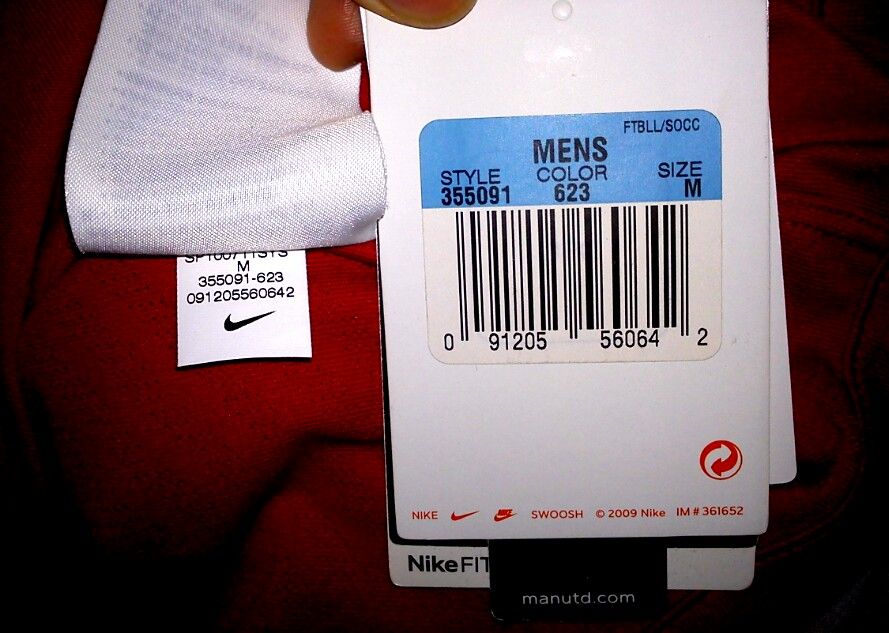 M
355091-623
091205560642
FTBLL/SOCC
MENS
STYLE COLOR SIZE
355091 623 M
0 91205 56064 2
NIKE SWOOSH © 2009 Nike IM # 361652
NikeFIT
manutd.com